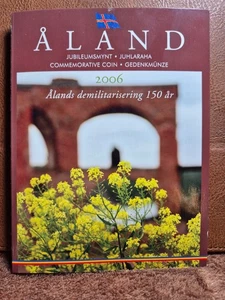 ÅLAND
JUBILEUMSMYNT • JUHLARAHA
COMMEMORATIVE COIN • GEDENKMÜNZE
2006
Ålands demilitarisering 150 år